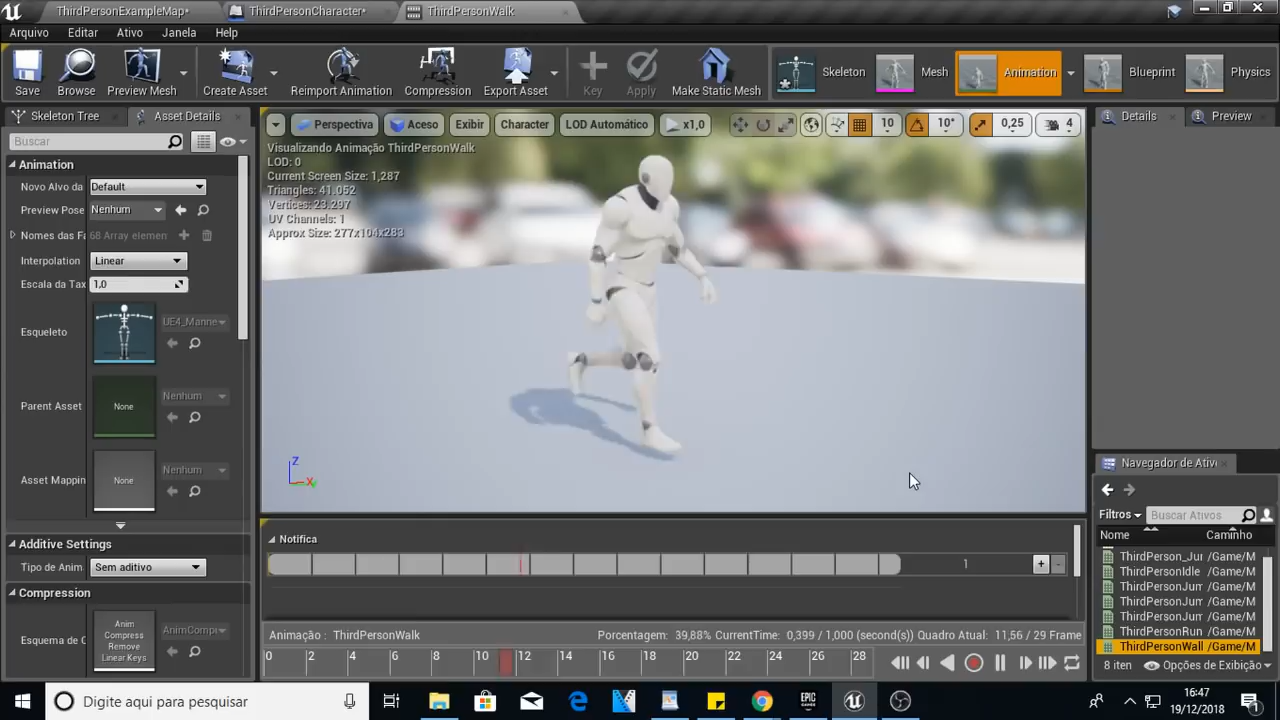 ThirdPersonExampleMap*
ThirdPersonCharacter*
ThirdPersonWalk
Arquivo Editar Ativo Janela Help
Save Browse Preview Mesh Create Asset Reimport Animation Compression Export Asset Key Apply Make Static Mesh
Skeleton Mesh Animation Blueprint Physics
Skeleton Tree Asset Details
Buscar
Animation
Novo Alvo da Default
Preview Pose Nenhum
Nomes das Fa 68 Array elemen
Interpolation Linear
Escala da Tax 1,0
Esqueleto UE4_Manne
Parent Asset None Nenhum
Asset Mappin None Nenhum
Additive Settings
Tipo de Anim Sem aditivo
Compression
Esquema de C Anim Compress Remove Linear Keys AnimCompr
Perspectiva Aceso Exibir Character LOD Automático x1,0 10 10° 0,25 4
Visualizando Animação ThirdPersonWalk
LOD: 0
Current Screen Size: 1,287
Triangles: 41.052
Vertices: 23.297
UV Channels: 1
Approx Size: 277x104x283
Z
X
Notifica
1
Animação : ThirdPersonWalk Porcentagem: 39,88% CurrentTime: 0,399 / 1,000 (second(s)) Quadro Atual: 11,56 / 29 Frame
0 2 4 6 8 10 12 14 16 18 20 22 24 26 28
Details Preview
Navegador de Ativ
Filtros Buscar Ativos
Nome Caminho
ThirdPerson_Ju /Game/M
ThirdPersonIdle /Game/M
ThirdPersonJum /Game/M
ThirdPersonJum /Game/M
ThirdPersonJum /Game/M
ThirdPersonRun /Game/M
ThirdPersonWall /Game/M
8 iten Opções de Exibição
Digite aqui para pesquisar
EPIC GAMES
16:47
19/12/2018
1